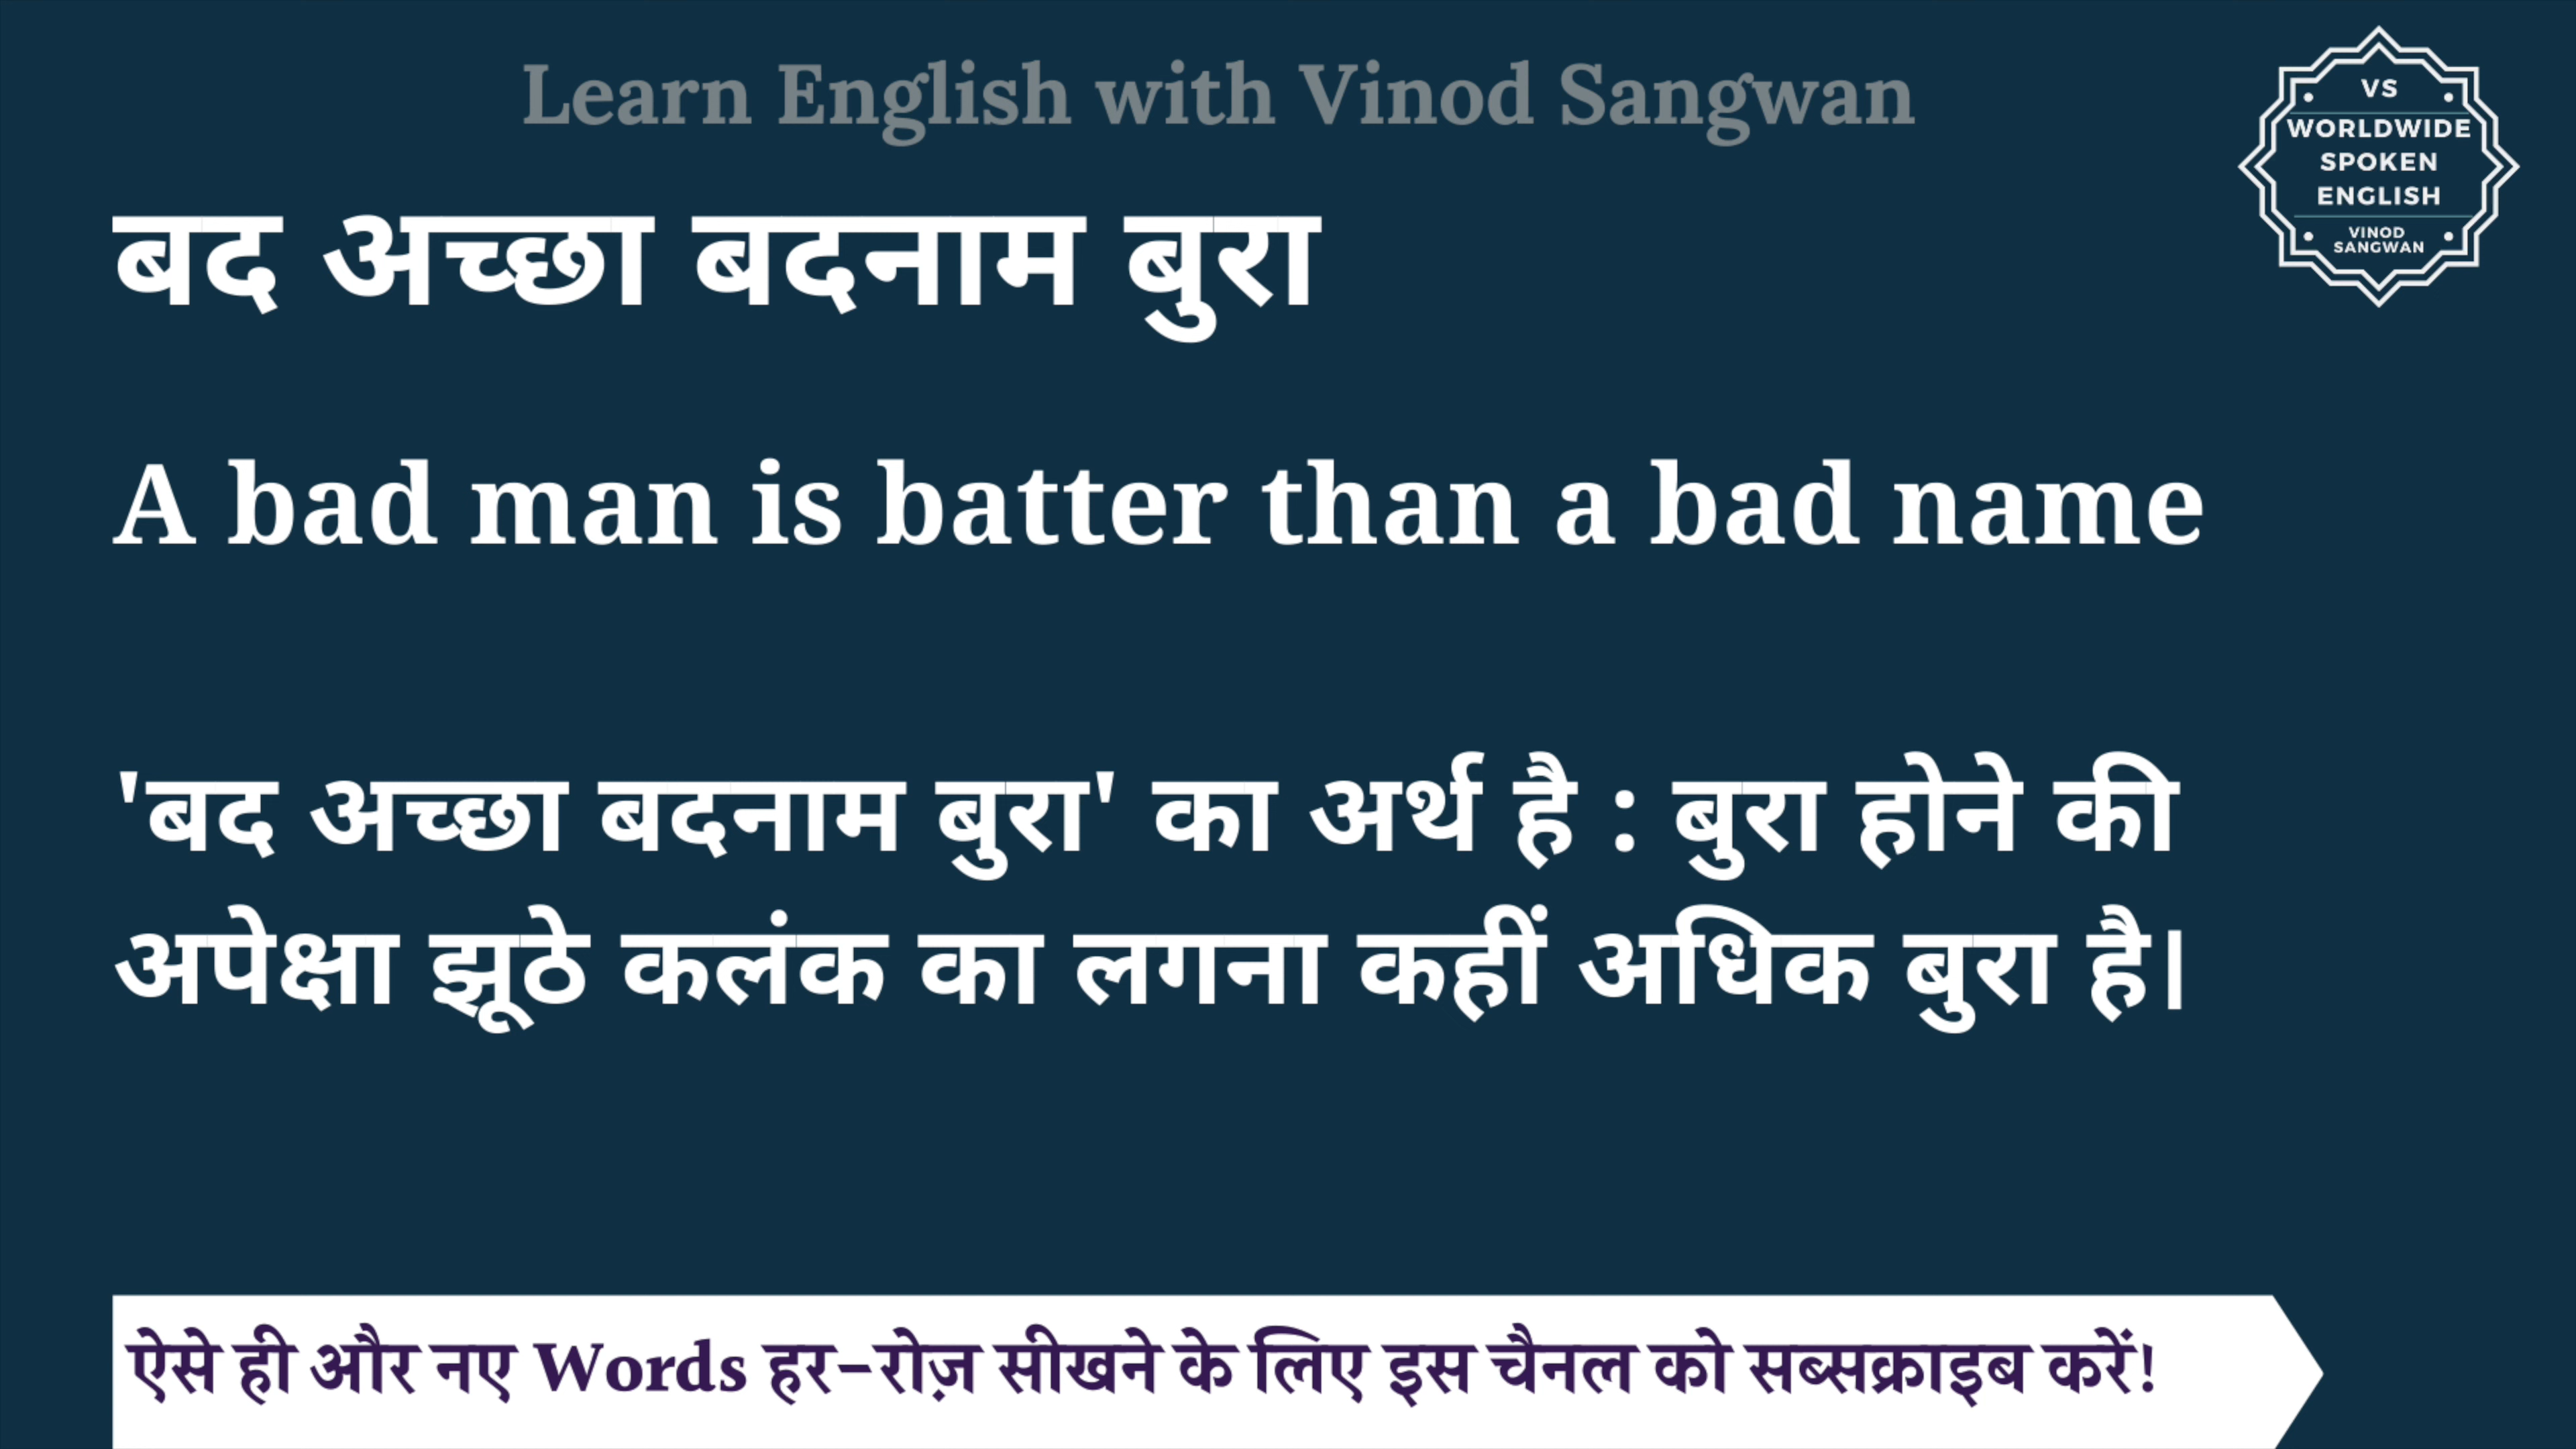 Learn English with Vinod Sangwan
VS
WORLDWIDE
SPOKEN
ENGLISH
VINOD
SANGWAN
बद अच्छा बदनाम बुरा
A bad man is batter than a bad name
'बद अच्छा बदनाम बुरा' का अर्थ है : बुरा होने की
अपेक्षा झूठे कलंक का लगना कहीं अधिक बुरा है।
ऐसे ही और नए Words हर-रोज़ सीखने के लिए इस चैनल को सब्सक्राइब करें!